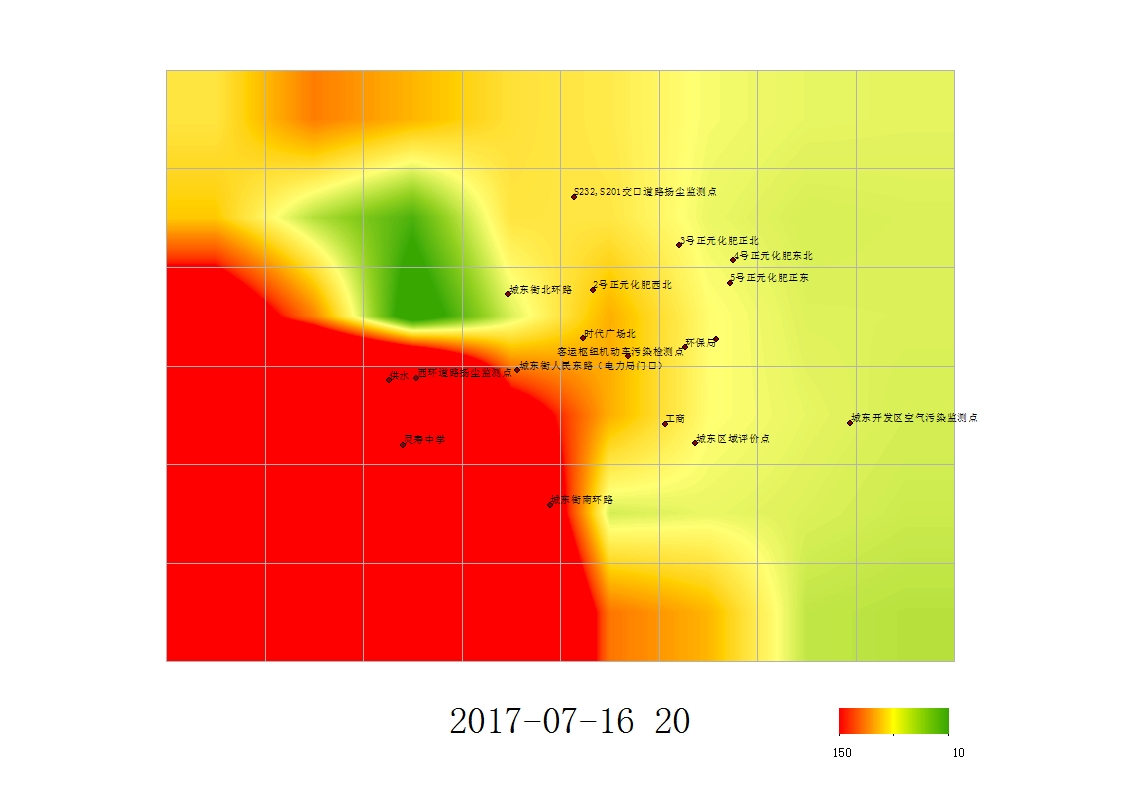 S232,S201交口道路扬尘监测点
3号正元化肥正北
4号正元化肥东北
5号正元化肥正东
2号正元化肥西北
城东街北环路
时代广场北
环保局
客运枢纽机动车污染检测点
城东街人民东路（电力局门口）
西环道路扬尘监测点
供水
工商
城东开发区空气污染监测点
城东区域评价点
灵寿中学
城东街南环路
2017-07-16 20
150
10